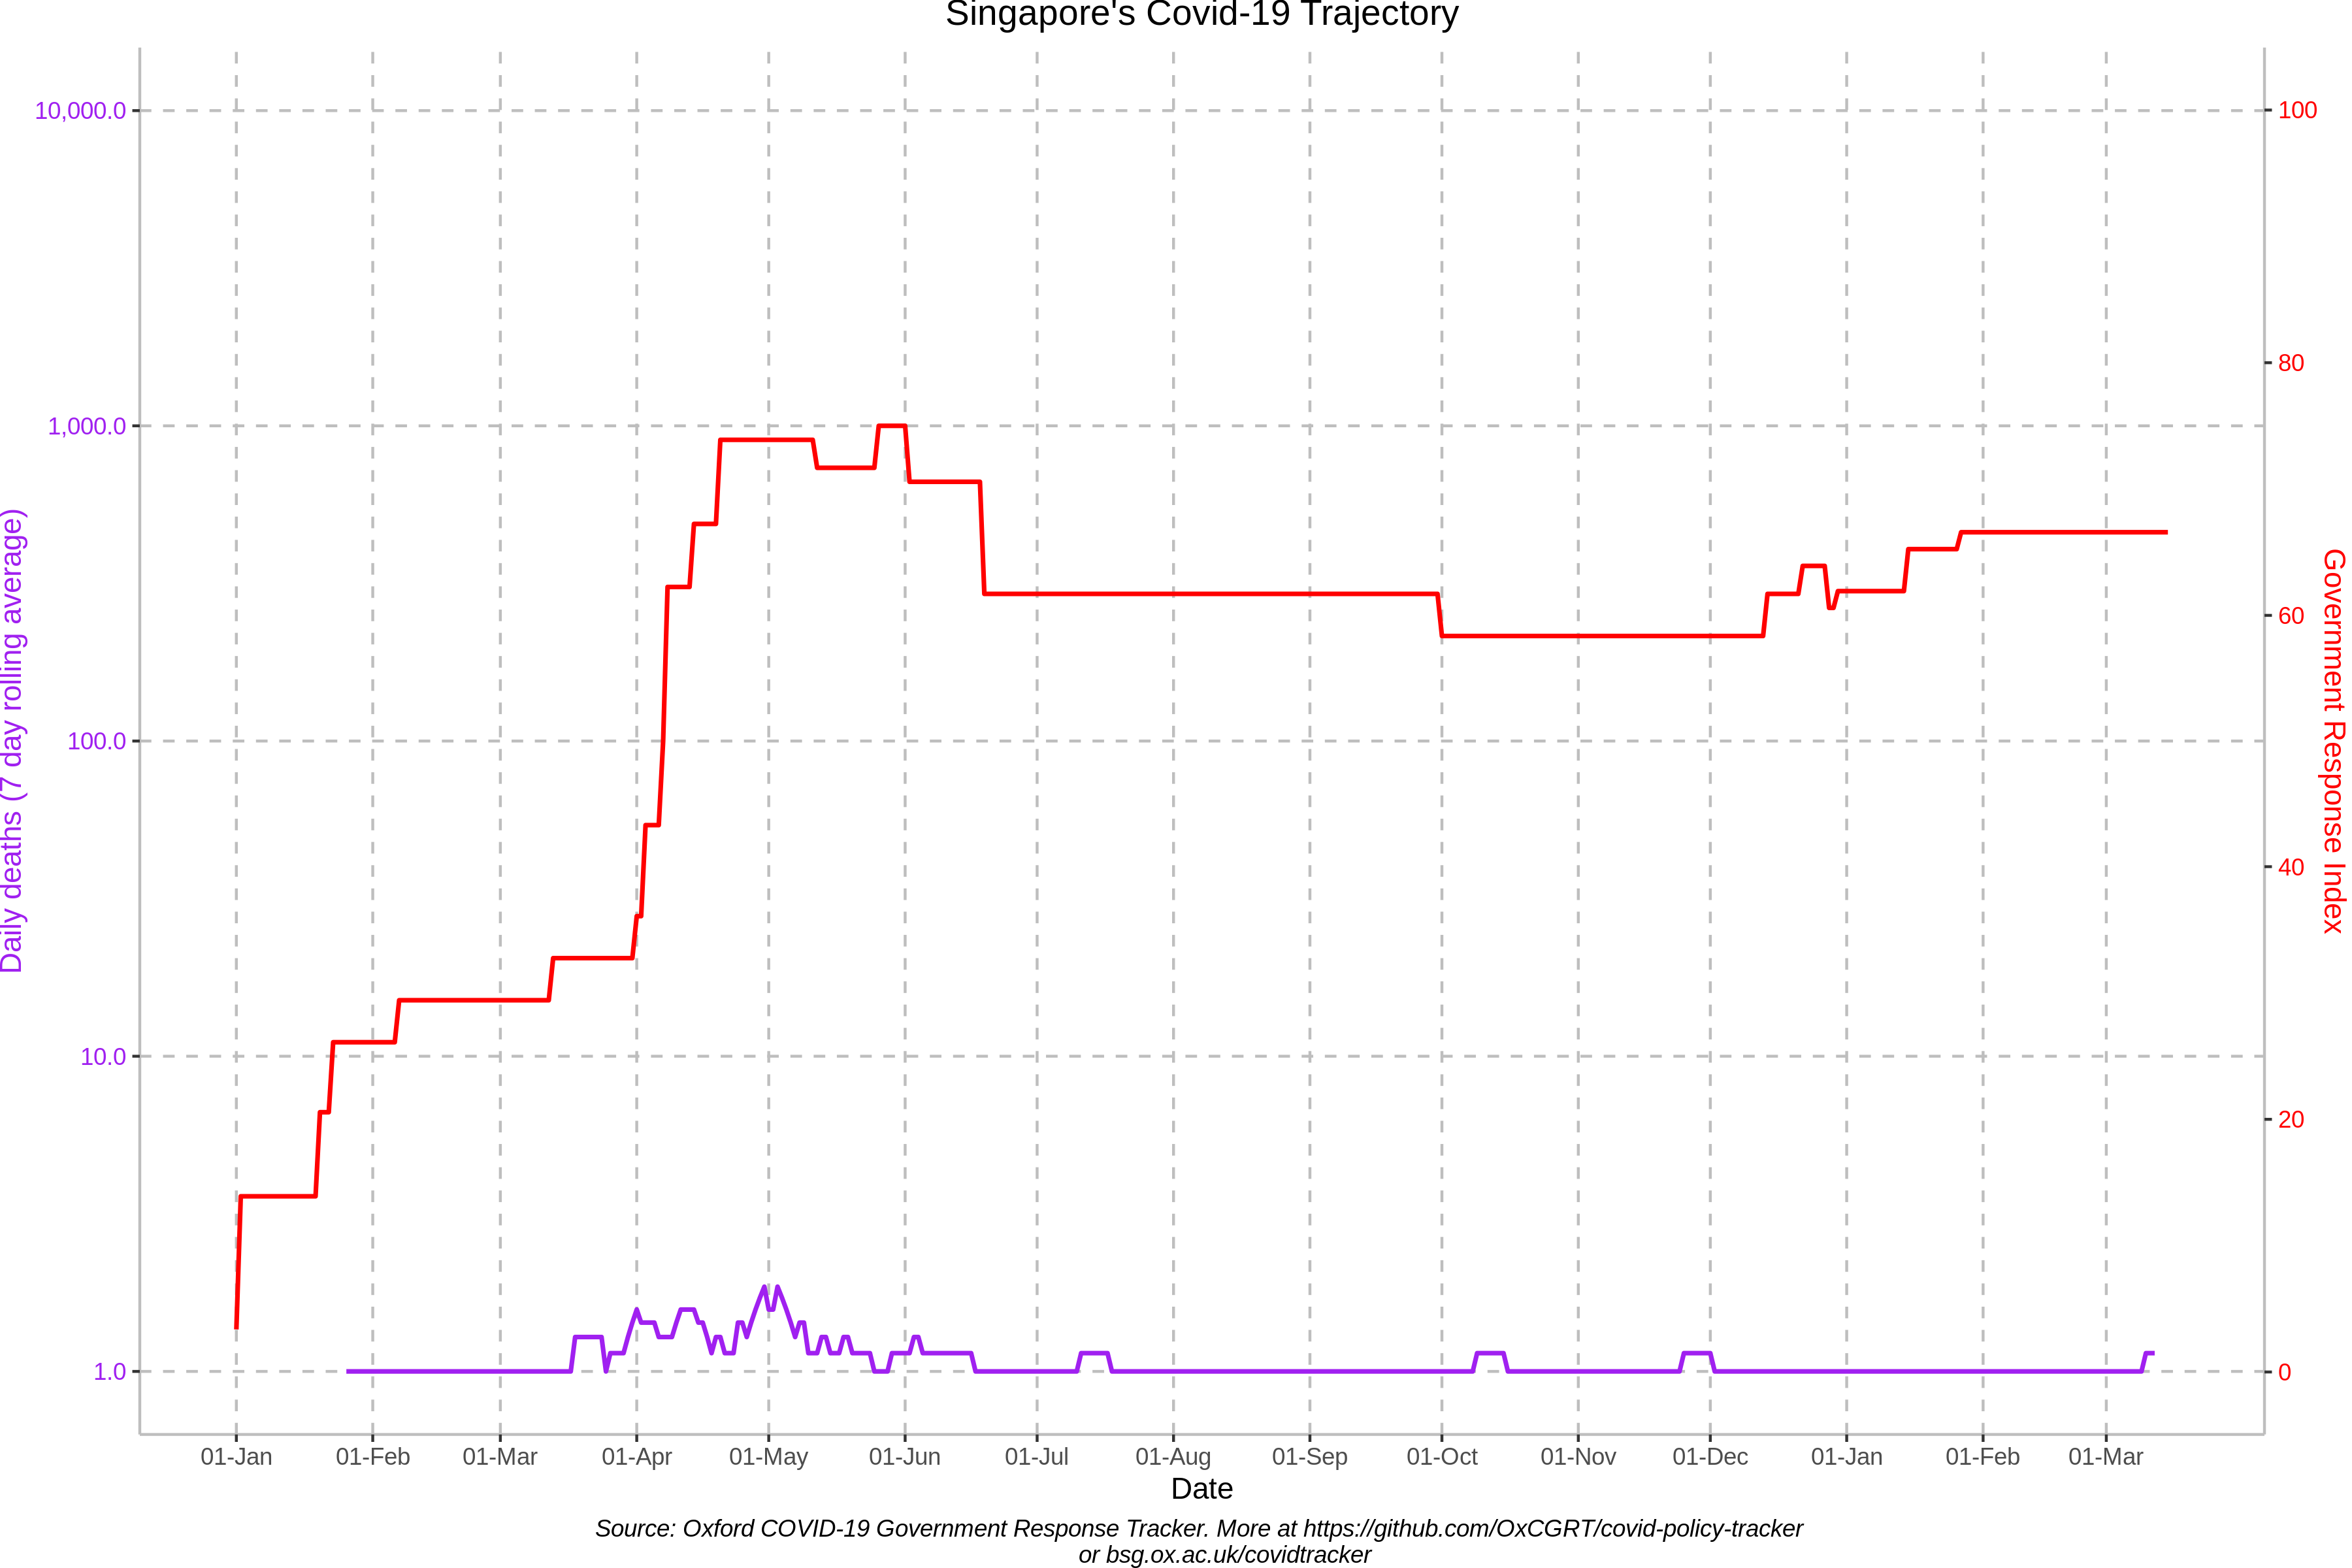 Singapore's Covid-19 Trajectory
10,000.0
1,000.0
100.0
10.0
1.0
Daily deaths (7 day rolling average)
100
80
60
40
20
0
Government Response Index
01-Jan 01-Feb 01-Mar 01-Apr 01-May 01-Jun 01-Jul 01-Aug 01-Sep 01-Oct 01-Nov 01-Dec 01-Jan 01-Feb 01-Mar
Date
Source: Oxford COVID-19 Government Response Tracker. More at https://github.com/OxCGRT/covid-policy-tracker
or bsg.ox.ac.uk/covidtracker